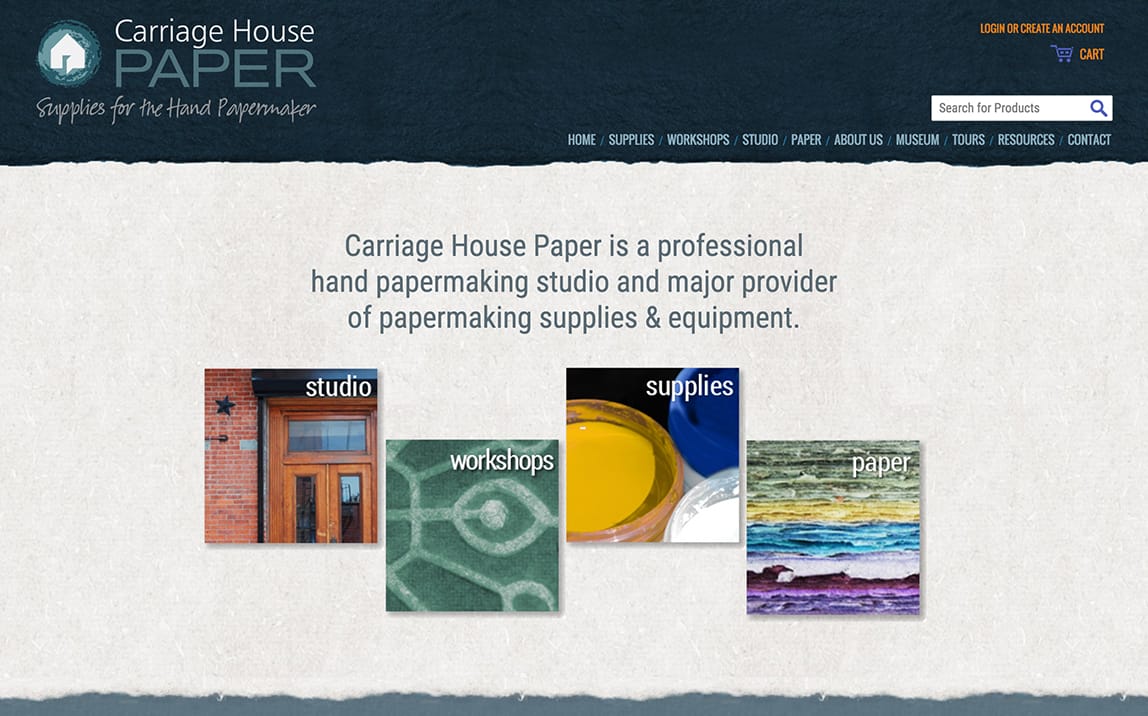 Carriage House
PAPER
Supplies for the Hand Papermaker
LOGIN OR CREATE AN ACCOUNT
CART
Search for Products
HOME / SUPPLIES / WORKSHOPS / STUDIO / PAPER / ABOUT US / MUSEUM / TOURS / RESOURCES / CONTACT
Carriage House Paper is a professional
hand papermaking studio and major provider
of papermaking supplies & equipment.
studio
workshops
supplies
paper